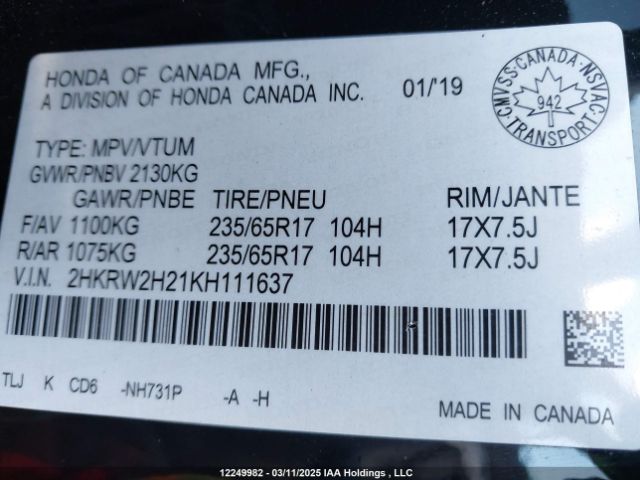 HONDA OF CANADA MFG.,
A DIVISION OF HONDA CANADA INC. 01/'19
CMVSS·CANADA·NSVAC·TRANSPORT
942
TYPE: MPV/VTUM
GVWR/PNBV 2130KG
GAWR/PNBE TIRE/PNEU RIM/JANTE
F/AV 1100KG 235/65R17 104H 17X7.5J
R/AR 1075KG 235/65R17 104H 17X7.5J
V.I.N. 2HKRW2H21KH111637
TLJ K CD6 -NH731P -A -H
MADE IN CANADA
12249982 - 03/11/2025 IAA Holdings , LLC